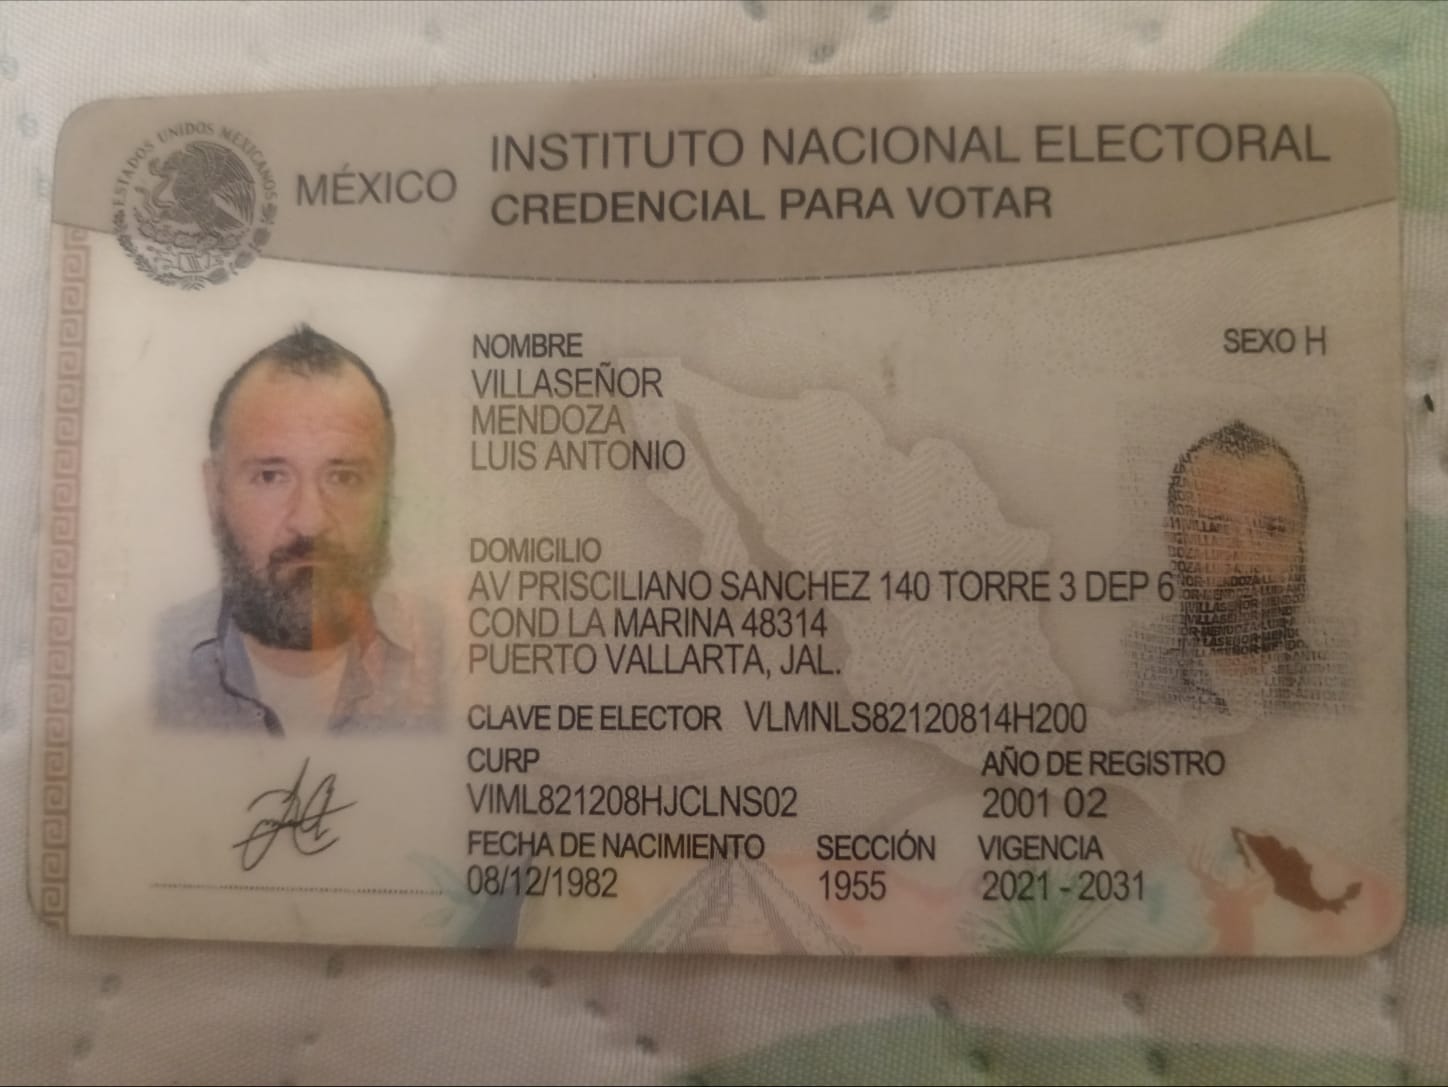 ESTADOS UNIDOS MEXICANOS
MÉXICO
INSTITUTO NACIONAL ELECTORAL
CREDENCIAL PARA VOTAR
NOMBRE
VILLASEÑOR
MENDOZA
LUIS ANTONIO
SEXO H
DOMICILIO
AV PRISCILIANO SANCHEZ 140 TORRE 3 DEP 6
COND LA MARINA 48314
PUERTO VALLARTA, JAL.
CLAVE DE ELECTOR VLMNLS82120814H200
CURP
VIML821208HJCLNS02
AÑO DE REGISTRO
2001 02
FECHA DE NACIMIENTO
08/12/1982
SECCIÓN
1955
VIGENCIA
2021 - 2031